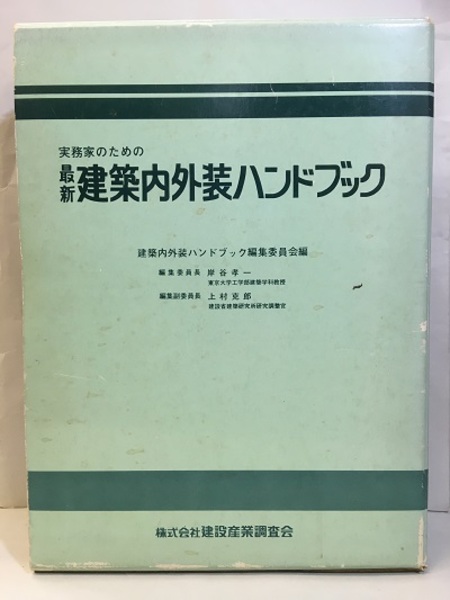 実務家のための
最新 建築内外装ハンドブック
建築内外装ハンドブック編集委員会編
編集委員長 岸谷孝一
東京大学工学部建築学科教授
編集副委員長 上村克郎
建設省建築研究所研究調整官
株式会社建設産業調査会